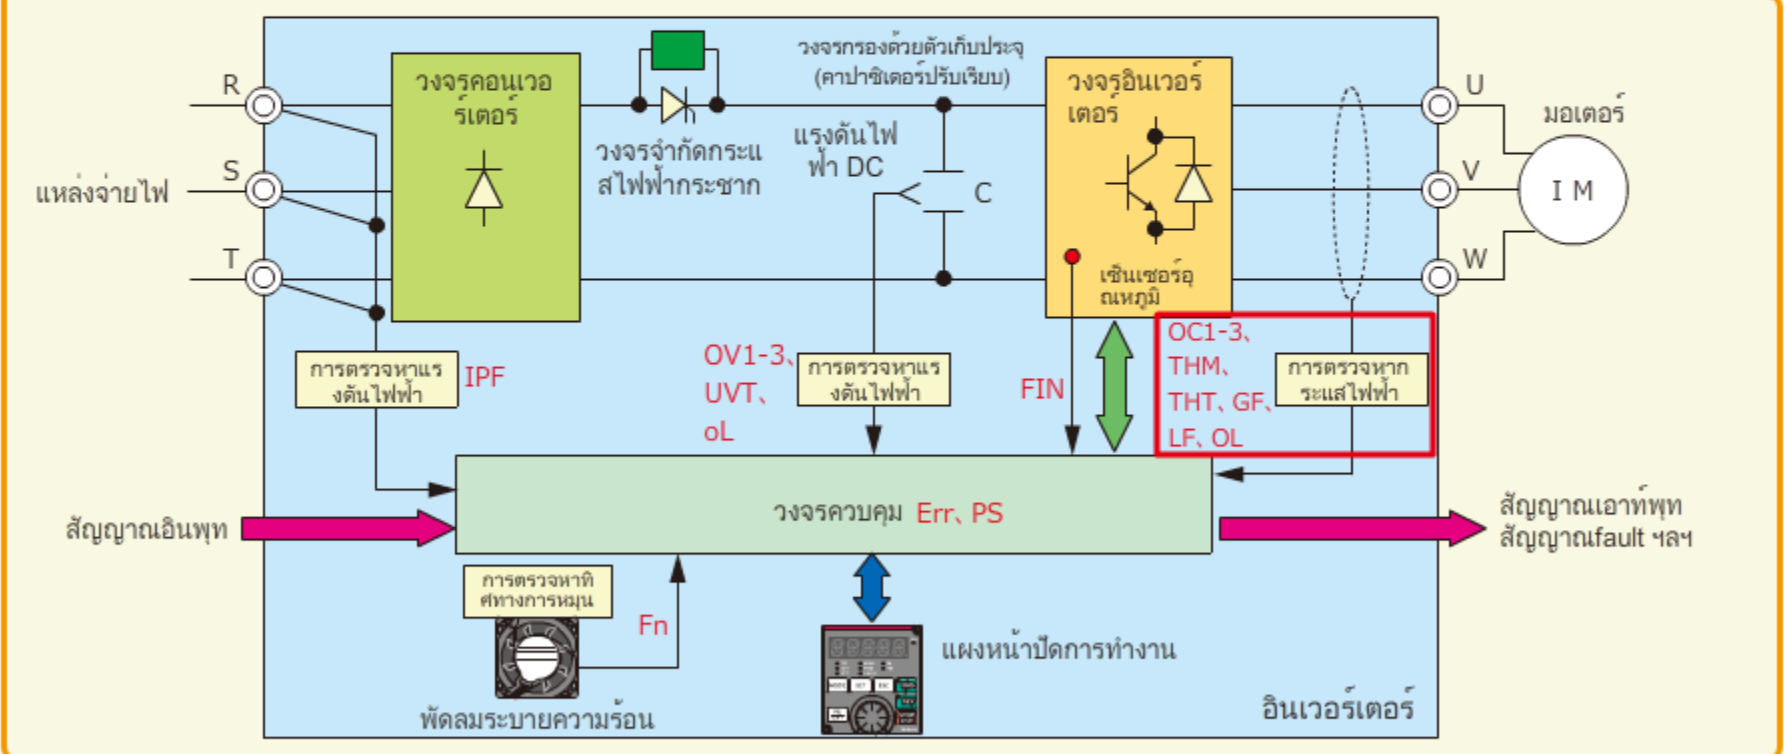 วงจรกรองด้วยตัวเก็บประจุ
(คาปาซิเตอร์ปรับเรียบ)
R
วงจรคอนเวอ
ร์เตอร์
วงจรอินเวอร์
เตอร์
U
มอเตอร์
วงจรจำกัดกระแ
สไฟฟ้ากระชาก
แรงดันไฟ
ฟ้า DC
แหล่งจ่ายไฟ
S
C
V
I M
T
เซ็นเซอร์อุ
ณหภูมิ
W
การตรวจหาแร
งดันไฟฟ้า
IPF
OV1-3、
UVT、
oL
การตรวจหาแร
งดันไฟฟ้า
FIN
OC1-3、
THM、
THT、GF、
LF、OL
การตรวจหาก
ระแสไฟฟ้า
สัญญาณอินพุท
วงจรควบคุม Err、PS
สัญญาณเอาท์พุท
สัญญาณfault ฯลฯ
การตรวจหาทิ
ศทางการหมุน
Fn
พัดลมระบายความร้อน
แผงหน้าปัดการทำงาน
อินเวอร์เตอร์